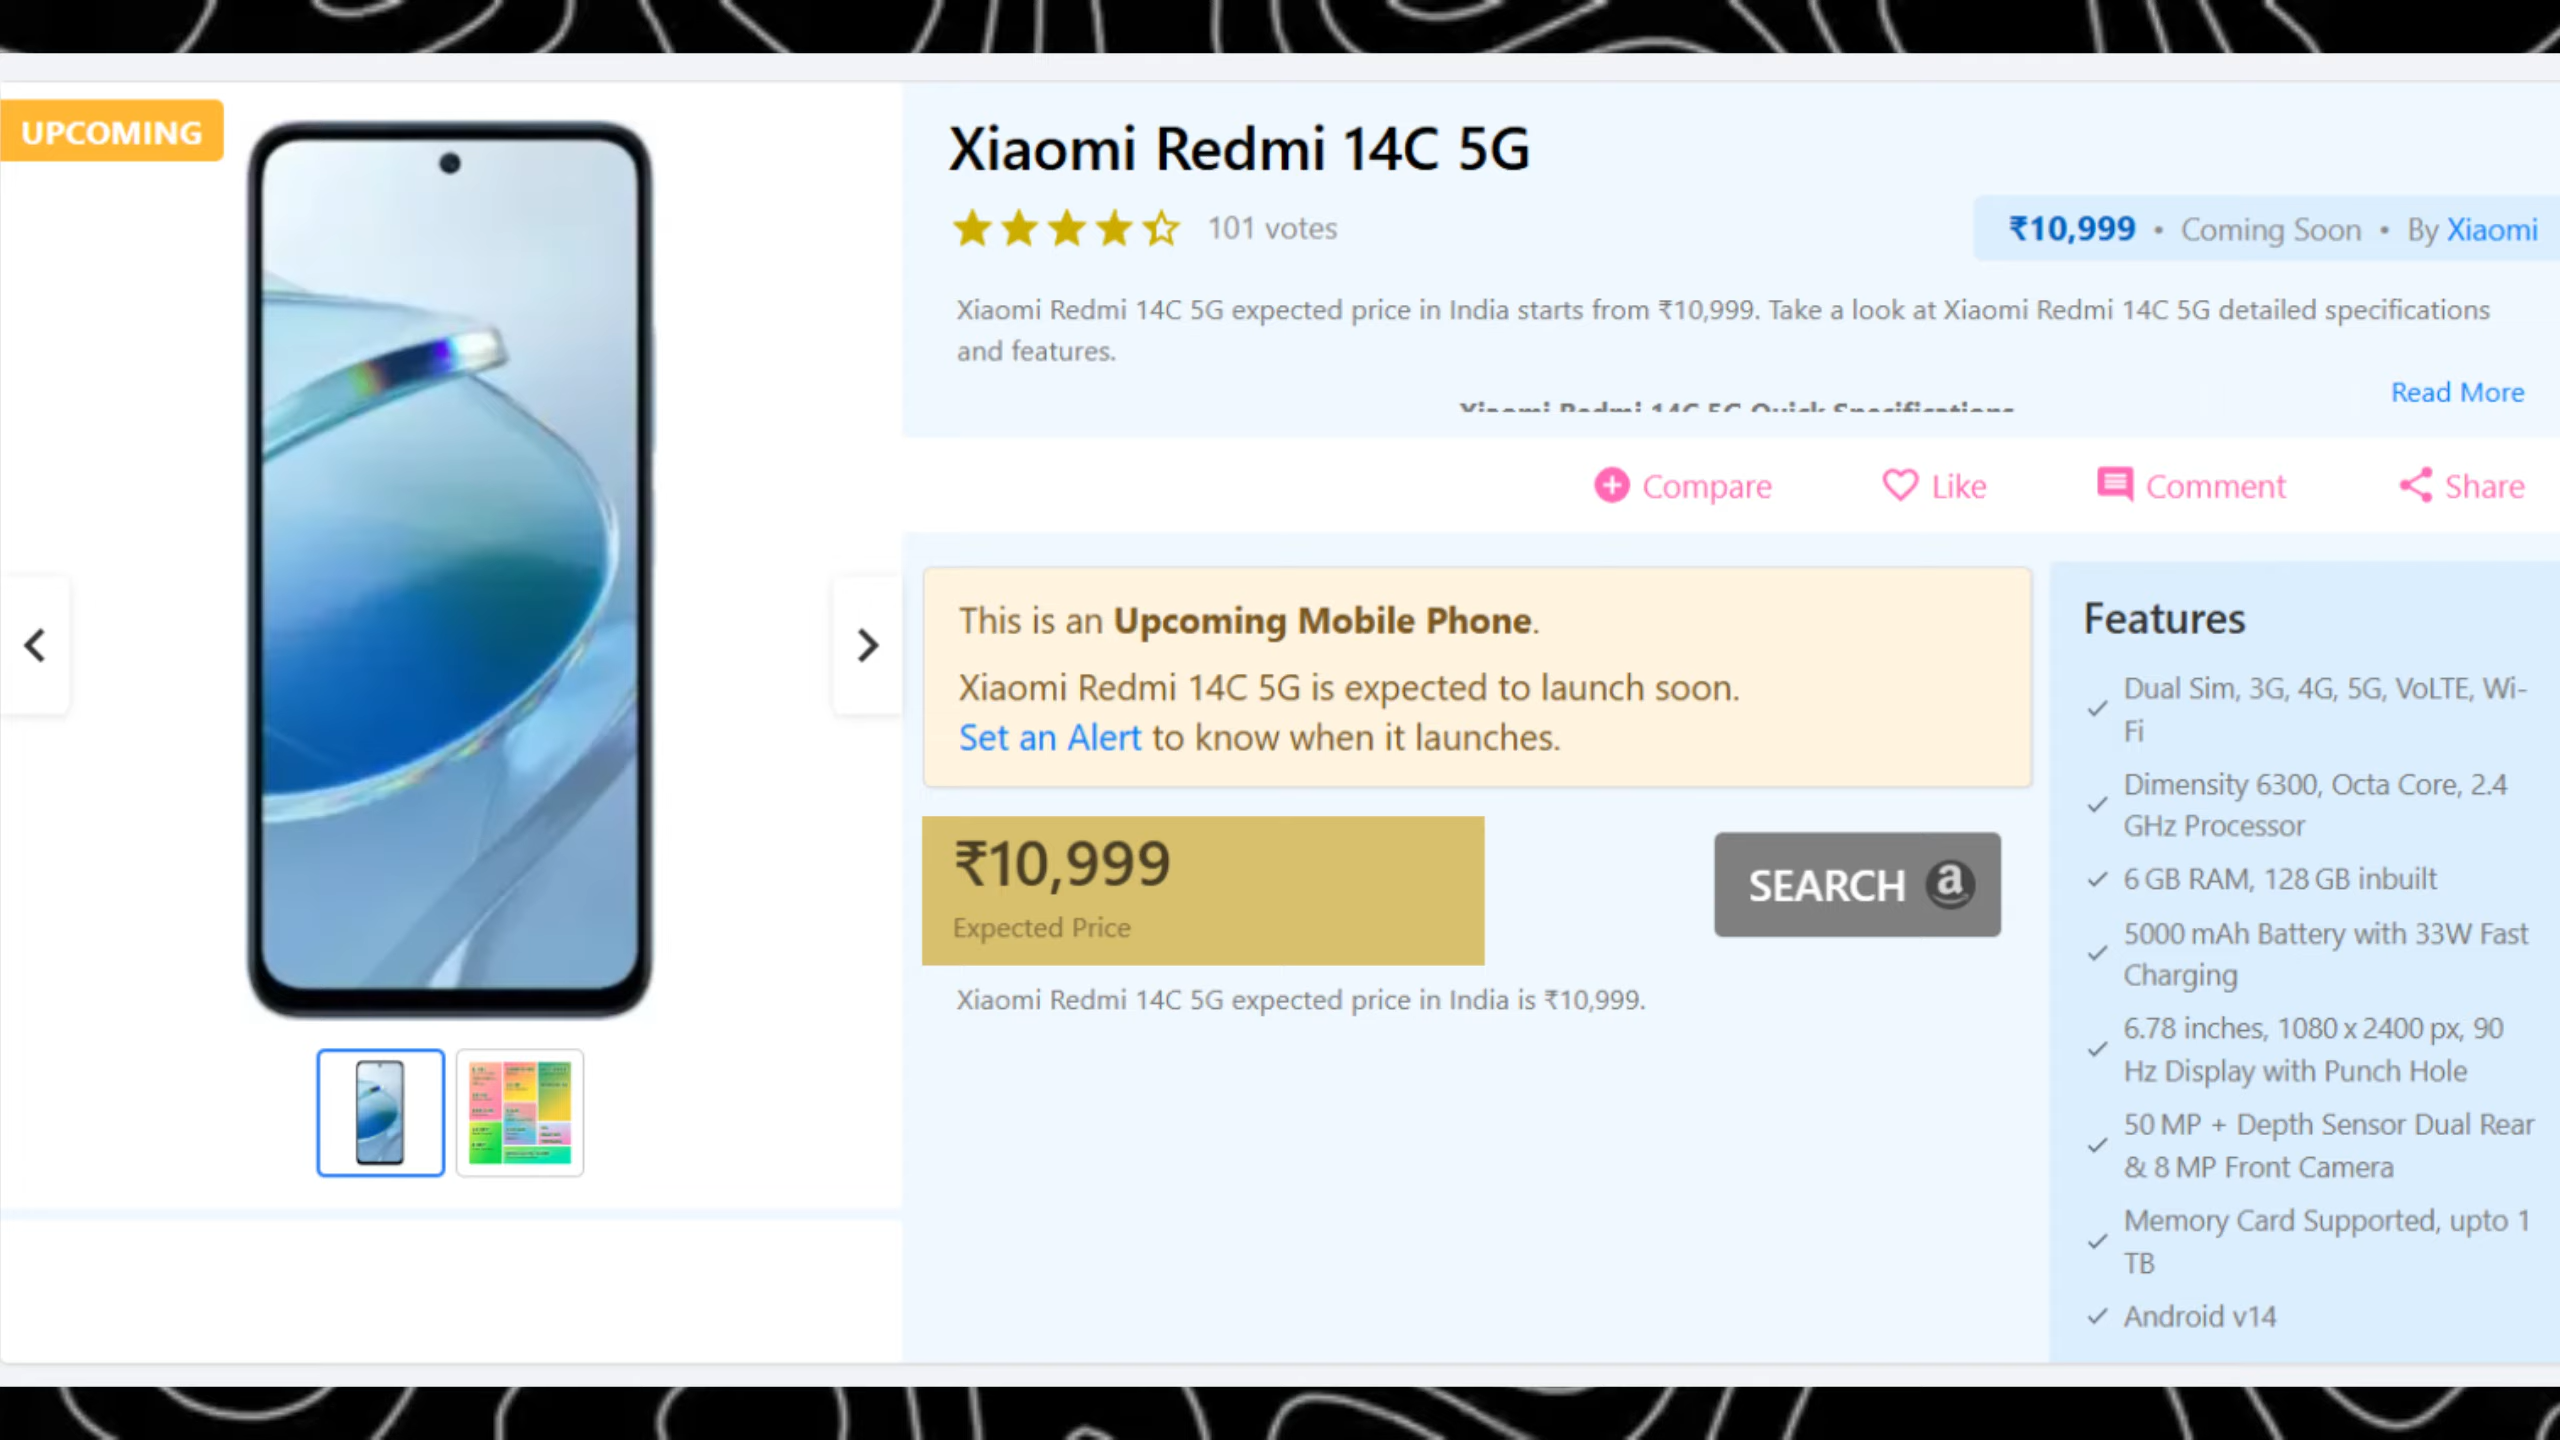 UPCOMING
Xiaomi Redmi 14C 5G
101 votes
₹10,999 • Coming Soon • By Xiaomi
Xiaomi Redmi 14C 5G expected price in India starts from ₹10,999. Take a look at Xiaomi Redmi 14C 5G detailed specifications
and features.
Read More
Xiaomi Redmi 14C 5G Quick Specifications
Compare
Like
Comment
Share
This is an Upcoming Mobile Phone.
Xiaomi Redmi 14C 5G is expected to launch soon.
Set an Alert to know when it launches.
₹10,999
Expected Price
SEARCH
Xiaomi Redmi 14C 5G expected price in India is ₹10,999.
Features
Dual Sim, 3G, 4G, 5G, VoLTE, Wi-
Fi
Dimensity 6300, Octa Core, 2.4
GHz Processor
6 GB RAM, 128 GB inbuilt
5000 mAh Battery with 33W Fast
Charging
6.78 inches, 1080 x 2400 px, 90
Hz Display with Punch Hole
50 MP + Depth Sensor Dual Rear
& 8 MP Front Camera
Memory Card Supported, upto 1
TB
Android v14